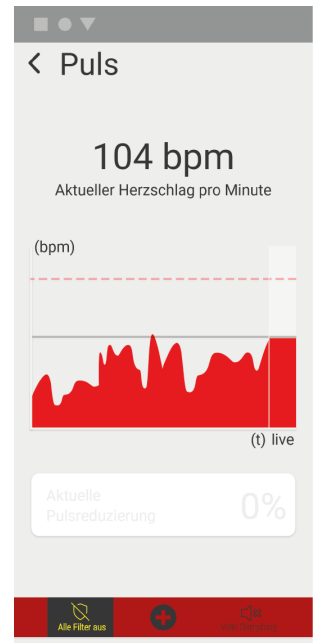 Puls
104 bpm
Aktueller Herzschlag pro Minute
(bpm)
(t) live
Aktuelle
Pulsreduzierung
0%
Alle Filter aus